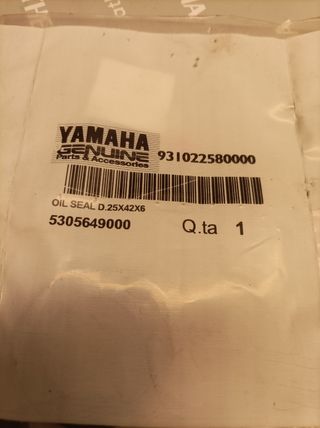 YAMAHA
GENUINE
Parts & Accessories
931022580000
OIL SEAL D.25X42X6
5305649000 Q.ta 1